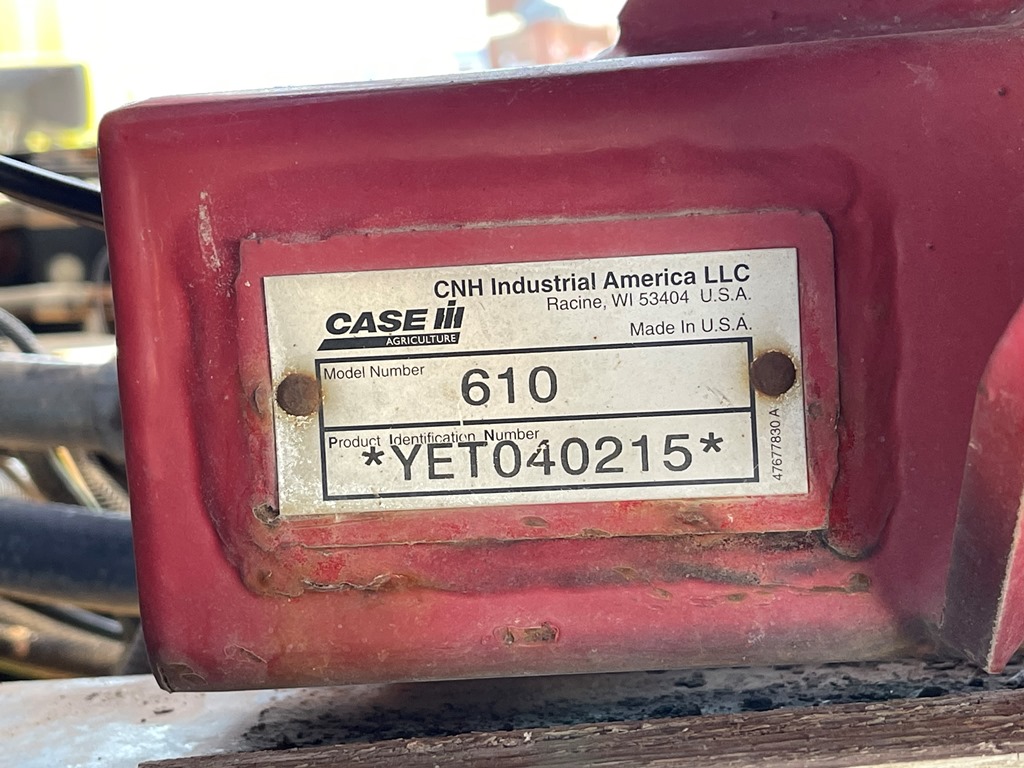 CNH Industrial America LLC
Racine, WI 53404 U.S.A.
CASE III
AGRICULTURE
Made In U.S.A.
Model Number
610
Product Identification Number
*YET040215*
47677830 A